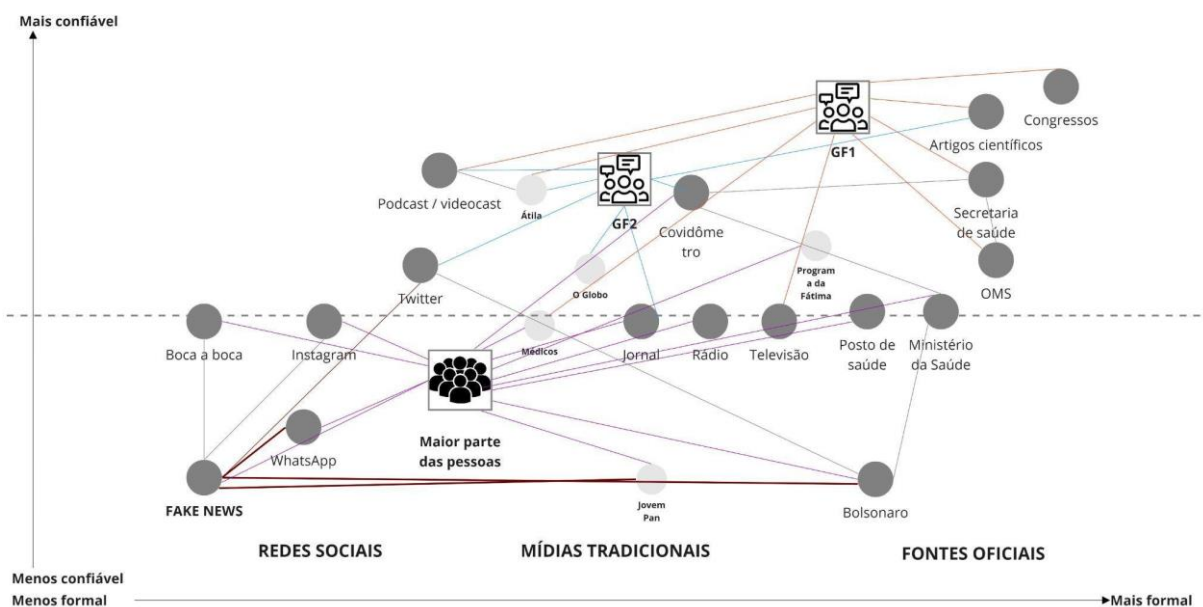 Mais confiável
Congressos
Artigos científicos
GF1
Podcast / videocast
Átila
GF2
Covidôme
tro
Secretaria
de saúde
Program
a da
Fátima
OMS
Twitter
O Globo
Boca a boca
Instagram
Médicos
Jornal
Rádio
Televisão
Posto de
saúde
Ministério
da Saúde
Maior parte
das pessoas
WhatsApp
FAKE NEWS
Jovem
Pan
Bolsonaro
REDES SOCIAIS
MÍDIAS TRADICIONAIS
FONTES OFICIAIS
Menos confiável
Menos formal
Mais formal